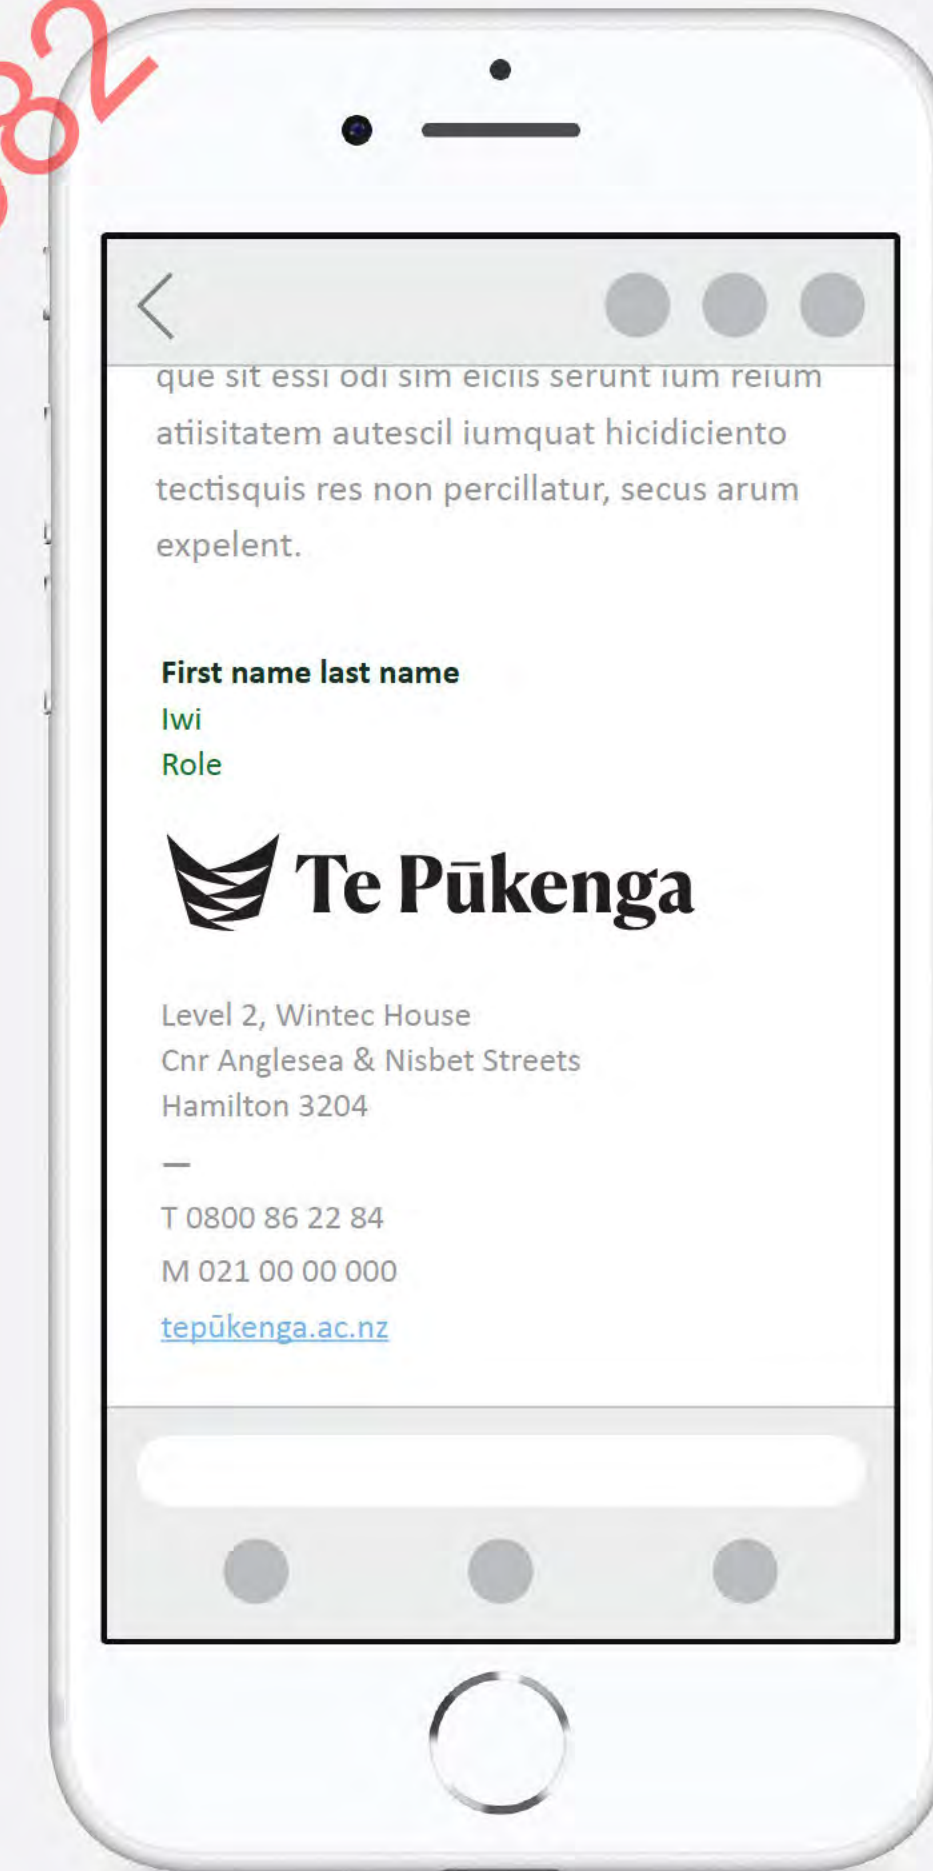 82
que sit essi odi sim eiciis serunt ium reium
atiisitatem autescil iumquat hicidiciento
tectisquis res non percillatur, secus arum
expelent.
First name last name
Iwi
Role
Te Pūkenga
Level 2, Wintec House
Cnr Anglesea & Nisbet Streets
Hamilton 3204
—
T 0800 86 22 84
M 021 00 00 000
tepūkenga.ac.nz